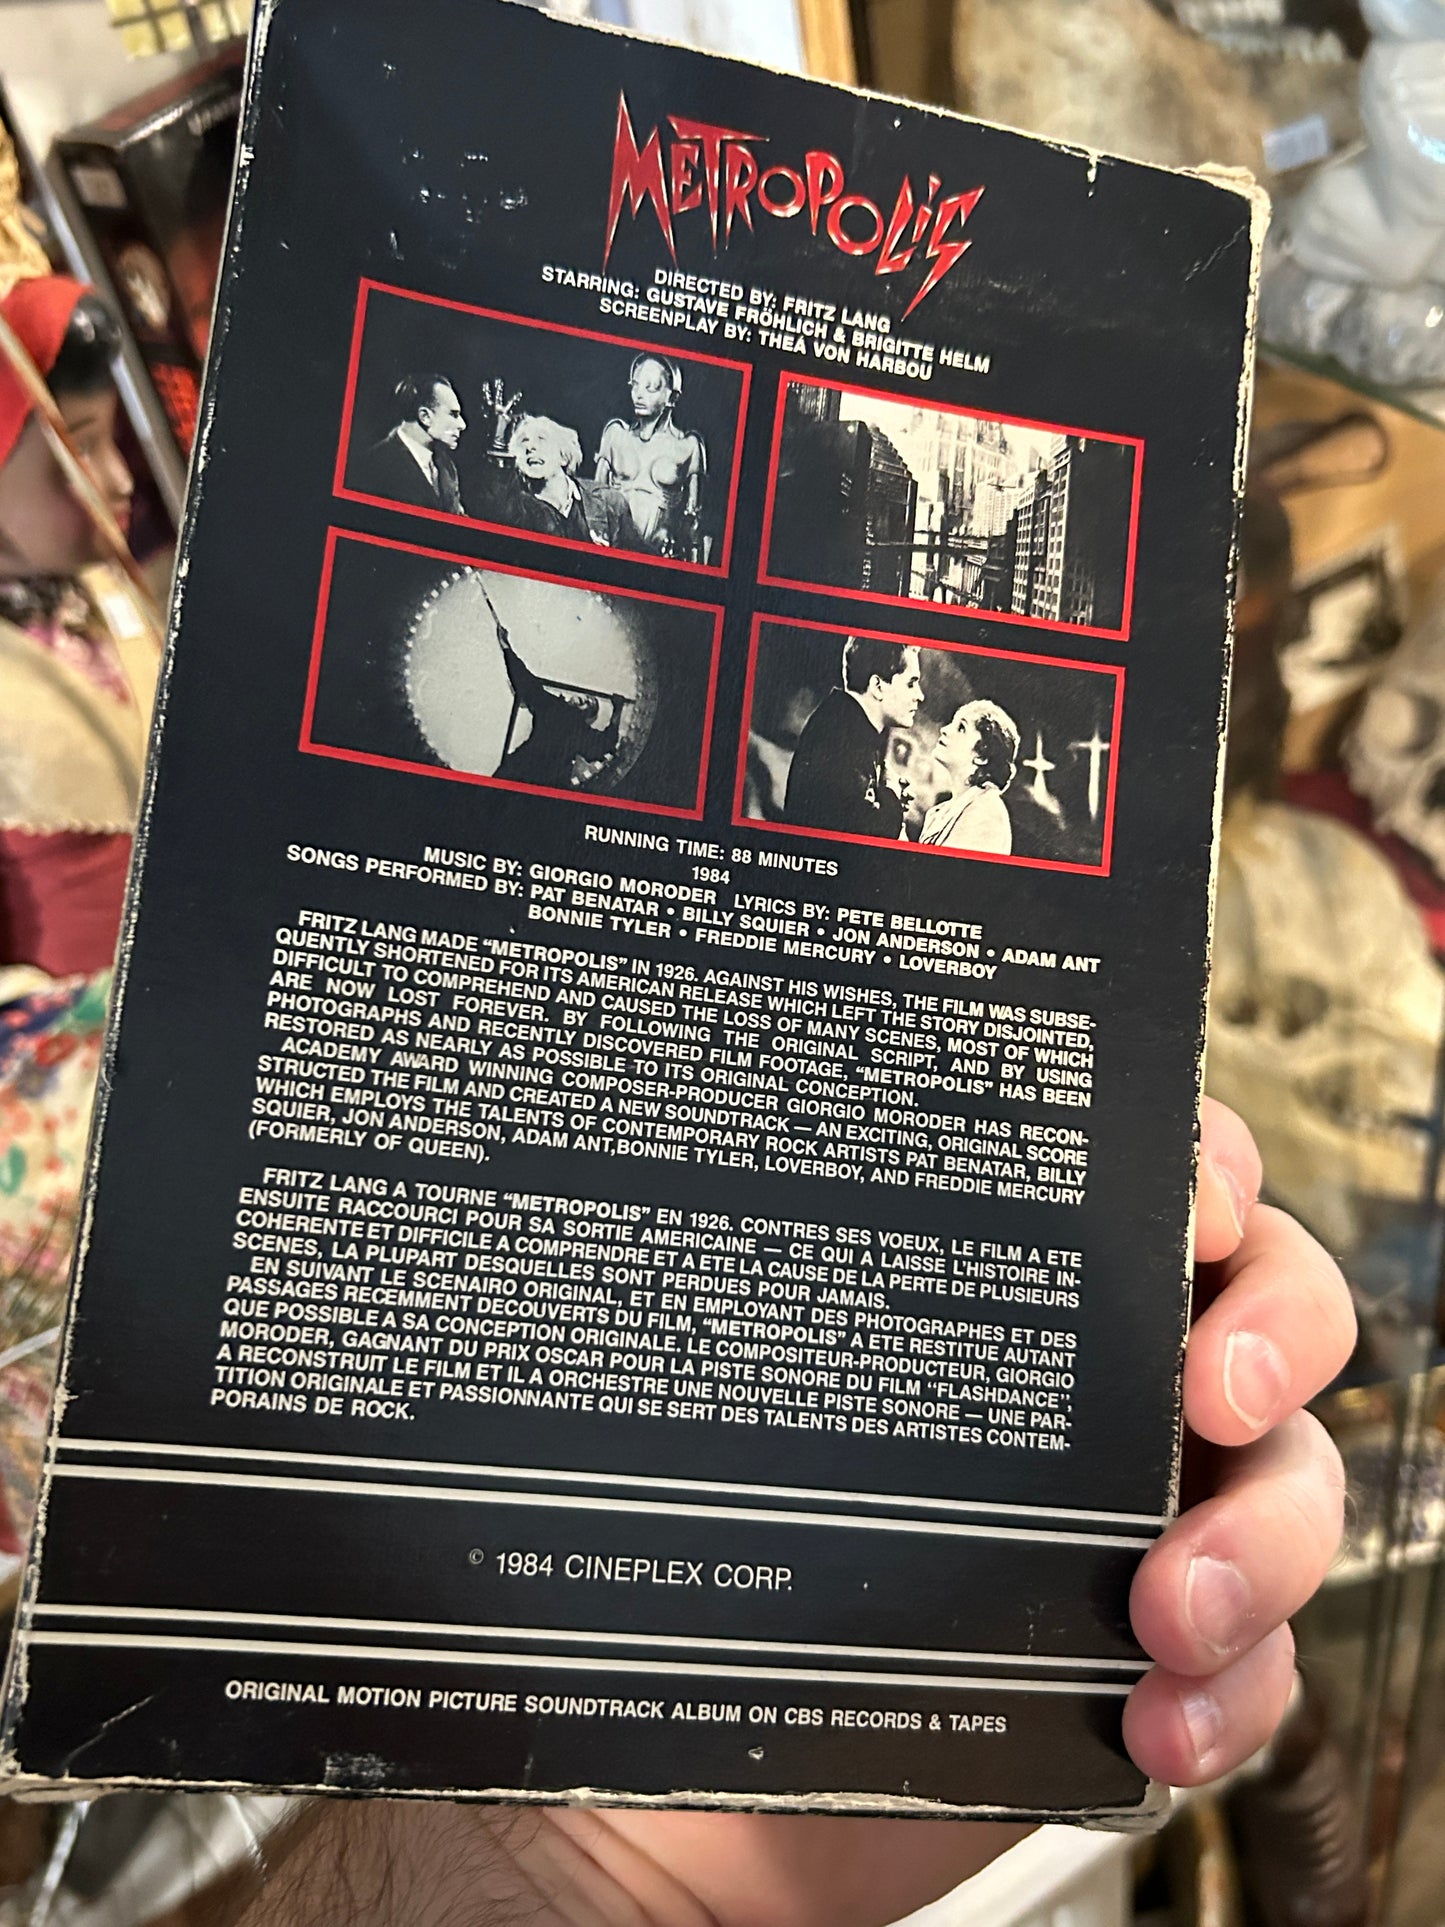 METROPOLIS
DIRECTED BY: FRITZ LANG
STARRING: GUSTAVE FRÖHLICH & BRIGITTE HELM
SCREENPLAY BY: THEA VON HARBOU
RUNNING TIME: 88 MINUTES
1984
MUSIC BY: GIORGIO MORODER LYRICS BY: PETE BELLOTTE
SONGS PERFORMED BY: PAT BENATAR • BILLY SQUIER • JON ANDERSON • ADAM ANT
BONNIE TYLER • FREDDIE MERCURY • LOVERBOY
FRITZ LANG MADE “METROPOLIS” IN 1926. AGAINST HIS WISHES, THE FILM WAS SUBSE-
QUENTLY SHORTENED FOR ITS AMERICAN RELEASE WHICH LEFT THE STORY DISJOINTED,
DIFFICULT TO COMPREHEND AND CAUSED THE LOSS OF MANY SCENES, MOST OF WHICH
ARE NOW LOST FOREVER. BY FOLLOWING THE ORIGINAL SCRIPT, AND BY USING
PHOTOGRAPHS AND RECENTLY DISCOVERED FILM FOOTAGE, “METROPOLIS” HAS BEEN
RESTORED AS NEARLY AS POSSIBLE TO ITS ORIGINAL CONCEPTION.
ACADEMY AWARD WINNING COMPOSER-PRODUCER GIORGIO MORODER HAS RECON-
STRUCTED THE FILM AND CREATED A NEW SOUNDTRACK — AN EXCITING, ORIGINAL SCORE
WHICH EMPLOYS THE TALENTS OF CONTEMPORARY ROCK ARTISTS PAT BENATAR, BILLY
SQUIER, JON ANDERSON, ADAM ANT,BONNIE TYLER, LOVERBOY, AND FREDDIE MERCURY
(FORMERLY OF QUEEN).
FRITZ LANG A TOURNE “METROPOLIS” EN 1926. CONTRES SES VOEUX, LE FILM A ETE
ENSUITE RACCOURCI POUR SA SORTIE AMERICAINE — CE QUI A LAISSE L'HISTOIRE IN-
COHERENTE ET DIFFICILE A COMPRENDRE ET A ETE LA CAUSE DE LA PERTE DE PLUSIEURS
SCENES, LA PLUPART DESQUELLES SONT PERDUES POUR JAMAIS.
EN SUIVANT LE SCENAIRO ORIGINAL, ET EN EMPLOYANT DES PHOTOGRAPHES ET DES
PASSAGES RECEMMENT DECOUVERTS DU FILM, “METROPOLIS” A ETE RESTITUE AUTANT
QUE POSSIBLE A SA CONCEPTION ORIGINALE. LE COMPOSITEUR-PRODUCTEUR, GIORGIO
MORODER, GAGNANT DU PRIX OSCAR POUR LA PISTE SONORE DU FILM “FLASHDANCE”,
A RECONSTRUIT LE FILM ET IL A ORCHESTRE UNE NOUVELLE PISTE SONORE — UNE PAR-
TITION ORIGINALE ET PASSIONNANTE QUI SE SERT DES TALENTS DES ARTISTES CONTEM-
PORAINS DE ROCK.
© 1984 CINEPLEX CORP.
ORIGINAL MOTION PICTURE SOUNDTRACK ALBUM ON CBS RECORDS & TAPES